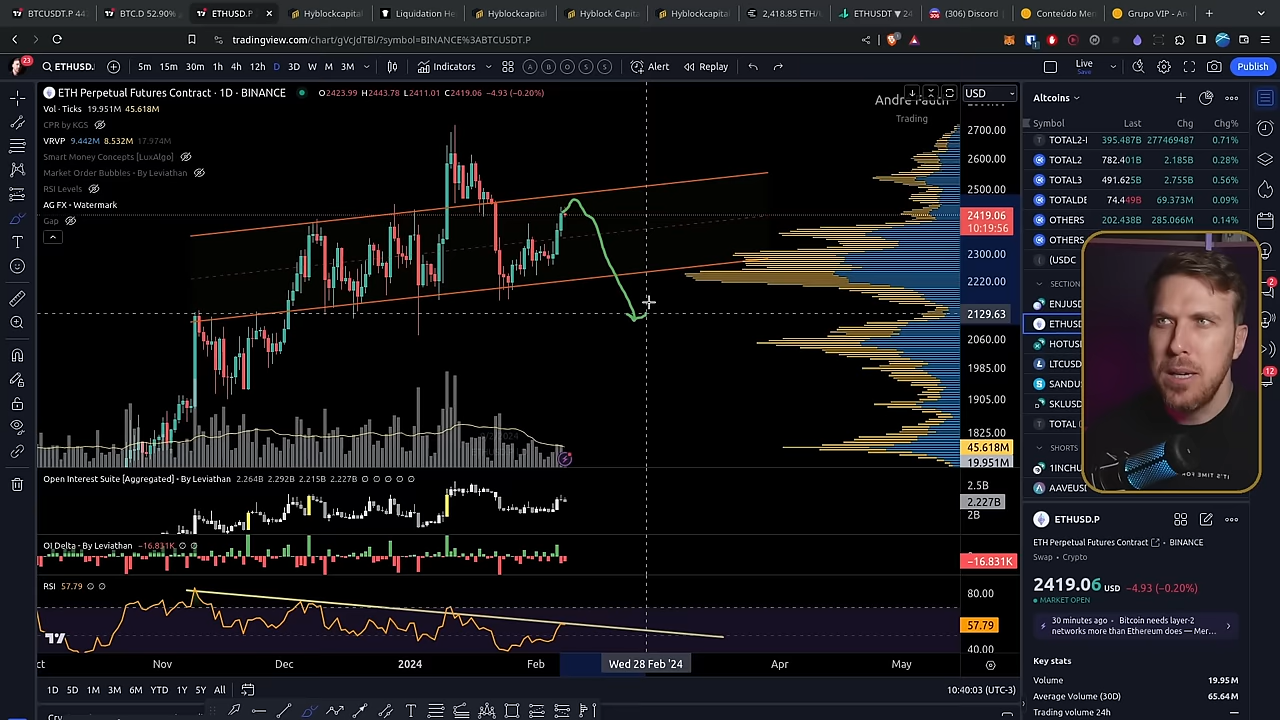 BTCUSDT.P 44
BTC.D 52.90%
ETHUSD.P
Hyblockcapital
Liquidation He
Hyblockcapital
Hyblock Capit
Hyblockcapital
2,418.85 ETH/
ETHUSDT ▼ 24
(306) Discord
Conteúdo Mem
Grupo VIP - An
tradingview.com/chart/gVcJdTBl/?symbol=BINANCE%3ABTCUSDT.P
23 ETHUSD. 5m 15m 30m 1h 4h 12h D 3D W M 3M Indicators Alert Replay Live Save Publish
ETH Perpetual Futures Contract · 1D · BINANCE O2423.99 H2443.78 L2411.01 C2419.06 −4.93 (−0.20%)
Vol · Ticks 19.951M 45.618M
CPR by KGS
VRVP 9.442M 8.532M 17.974M
Smart Money Concepts [LuxAlgo]
Market Order Bubbles - By Leviathan
RSI Levels
AG FX - Watermark
Gap
Trading
USD
2700.00
2600.00
2500.00
2419.06
10:19:56
2300.00
2220.00
2129.63
2060.00
1985.00
1905.00
1825.00
45.618M
19.951M
Open Interest Suite [Aggregated] - By Leviathan 2.264B 2.292B 2.215B 2.227B
2.5B
2.227B
2B
OI Delta - By Leviathan −16.831K
−16.831K
RSI 57.79
80.00
57.79
40.00
Nov Dec 2024 Feb Wed 28 Feb '24 Apr May
1D 5D 1M 3M 6M YTD 1Y 5Y All 10:40:03 (UTC-3)
Altcoins
Symbol Last Chg Chg%
TOTAL2-I 395.487B 277469487 0.71%
TOTAL2 782.401B 2.185B 0.28%
TOTAL3 491.625B 2.755B 0.56%
TOTALDE 74.449B 69.373M 0.09%
OTHERS 202.438B 285.066M 0.14%
OTHERS
(USDC
SECTION
ENJUSD
ETHUSD
HOTUSD
LTCUSD
SANDU
SKLUSD
TOTAL
SHORTS
1INCHU
AAVEUSD
2
12
IT'S TIME FOR
ETHUSD.P
ETH Perpetual Futures Contract · BINANCE
Swap · Crypto
2419.06 USD −4.93 (−0.20%)
MARKET OPEN
30 minutes ago · Bitcoin needs layer-2
networks more than Ethereum does — Mer...
Key stats
Volume 19.95M
Average Volume (30D) 65.64M
Trading volume 24h —